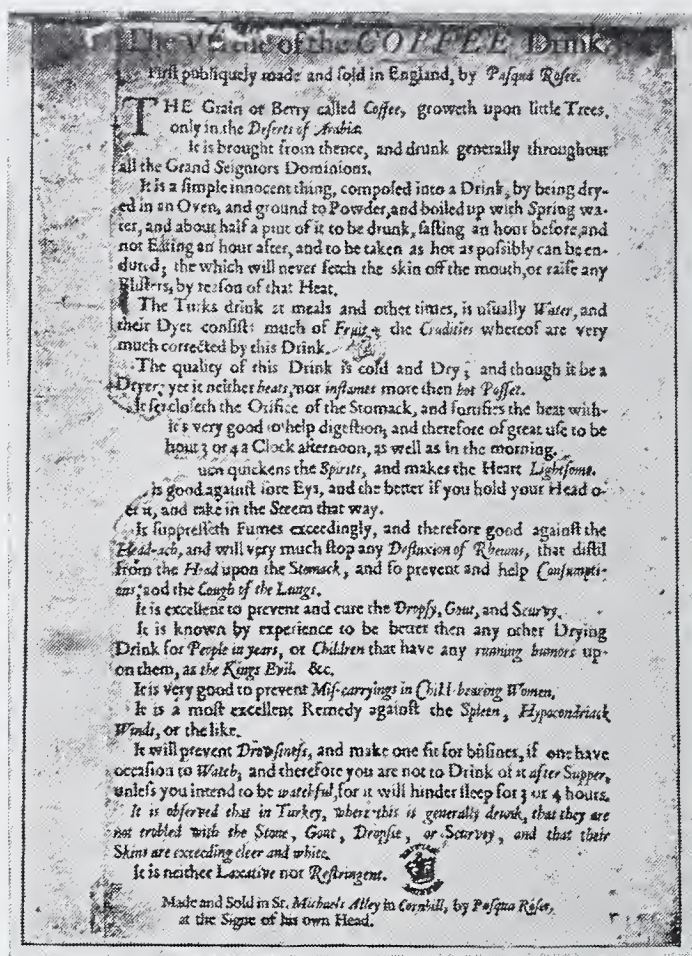 The Vertue of the COFFEE Drink.
First publiquely made and sold in England, by Pasqua Rosee.
THE Grain or Berry called Coffee, groweth upon little Trees,
only in the Deserts of Arabia.
It is brought from thence, and drunk generally throughout
all the Grand Seigniors Dominions.
It is a simple innocent thing, composed into a Drink, by being dry-
ed in an Oven, and ground to Powder, and boiled up with Spring wa-
ter, and about half a pint of it to be drunk, fasting an hour before, and
not Eating an hour after, and to be taken as hot as possibly can be en-
dured; the which will never fetch the skin off the mouth, or raise any
Blisters, by reason of that Heat.
The Turks drink at meals and other times, is usually Water, and
their Dyet consists much of Fruit, the Crudities whereof are very
much corrected by this Drink.
The quality of this Drink is cold and Dry; and though it be a
Dryer, yet it neither heats, nor inflames more then hot Posset.
It forcloseth the Orifice of the Stomack, and fortifies the heat with-
it's very good to help digestion, and therefore of great use to be
bout 3 or 4 a Clock afternoon, as well as in the morning.
uch quickens the Spirits, and makes the Heart Lightsome.
is good against sore Eys, and the better if you hold your Head o-
er it, and take in the Steem that way.
It suppresseth Fumes exceedingly, and therefore good against the
Head-ach, and will very much stop any Defluxion of Rheums, that distil
from the Head upon the Stomack, and so prevent and help Consumpti-
ons; and the Cough of the Lungs.
It is excellent to prevent and cure the Dropsy, Gout, and Scurvy.
It is known by experience to be better then any other Drying
Drink for People in years, or Children that have any running humors up-
on them, as the Kings Evil. &c.
It is very good to prevent Mis-carryings in Child-bearing Women.
It is a most excellent Remedy against the Spleen, Hypocondriack
Winds, or the like.
It will prevent Drowsiness, and make one fit for busines, if one have
occasion to Watch, and therefore you are not to Drink of it after Supper,
unless you intend to be watchful, for it will hinder sleep for 3 or 4 hours.
It is observed that in Turkey, where this is generally drunk, that they are
not trobled with the Stone, Gout, Dropsie, or Scurvey, and that their
Skins are exceeding cleer and white.
It is neither Laxative nor Restringent.
Made and Sold in St. Michaels Alley in Cornhill, by Pasqua Rosee,
at the Signe of his own Head.